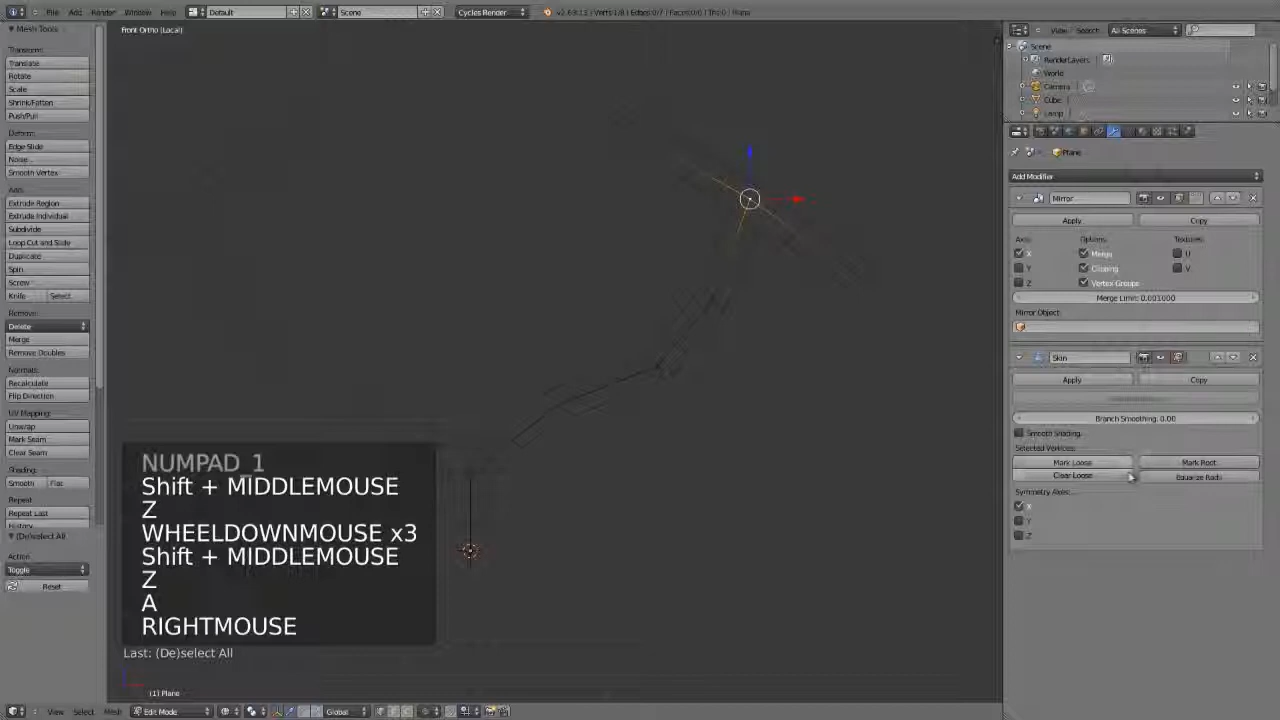 File Add Render Window Help Default Scene Cycles Render
Mesh Tools
Front Ortho (Local)
View Search All Scenes
Transform:
Translate
Rotate
Scale
Shrink/Fatten
Push/Pull
Deform:
Edge Slide
Noise
Smooth Vertex
Add:
Extrude Region
Extrude Individual
Subdivide
Loop Cut and Slide
Duplicate
Spin
Screw
Knife Select
Remove:
Delete
Merge
Remove Doubles
Normals:
Recalculate
Flip Direction
UV Mapping:
Unwrap
Mark Seam
Clear Seam
Shading:
Smooth Flat
Repeat:
Repeat Last
History...
(De)select All
Action
Toggle
Reset
NUMPAD_1
Shift + MIDDLEMOUSE
Z
WHEELDOWNMOUSE x3
Shift + MIDDLEMOUSE
Z
A
RIGHTMOUSE
Last: (De)select All
(1) Plane
View Select Mesh Edit Mode Global
Scene
RenderLayers
World
Camera
Cube
Lamp
Plane
Add Modifier
Mirror
Apply Copy
Axis: Options: Textures:
X Merge U
Y Clipping V
Z Vertex Groups
Merge Limit: 0.001000
Mirror Object:
Skin
Apply Copy
Branch Smoothing: 0.00
Smooth Shading
Selected Vertices:
Mark Loose Mark Root
Clear Loose Equalize Radii
Symmetry Axes:
X
Y
Z